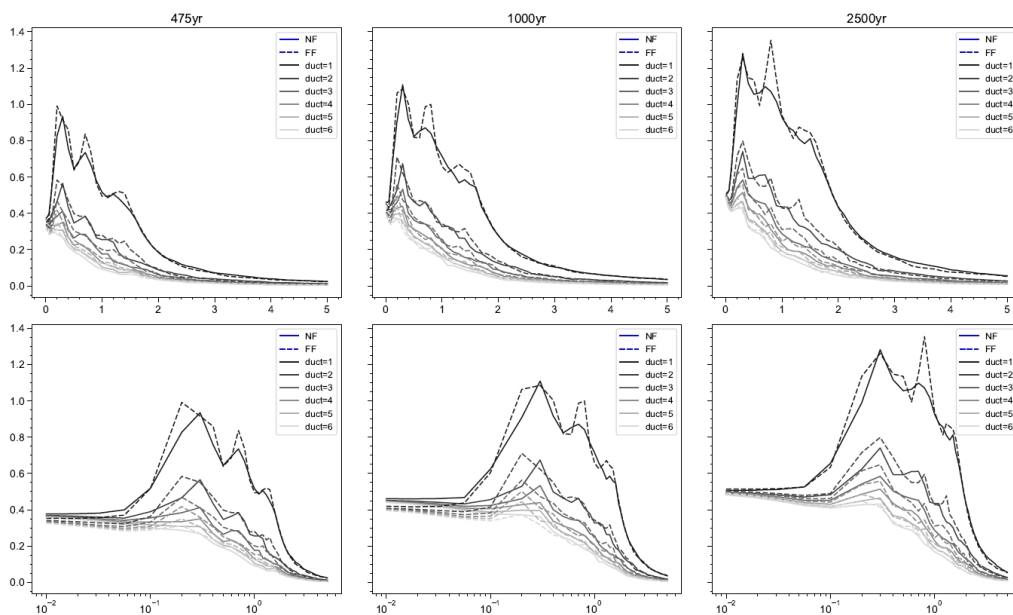 475yr
1000yr
2500yr
1.4
1.2
1.0
0.8
0.6
0.4
0.2
0.0
NF
FF
duct=1
duct=2
duct=3
duct=4
duct=5
duct=6
NF
FF
duct=1
duct=2
duct=3
duct=4
duct=5
duct=6
NF
FF
duct=1
duct=2
duct=3
duct=4
duct=5
duct=6
0 1 2 3 4 5
0 1 2 3 4 5
0 1 2 3 4 5
1.4
1.2
1.0
0.8
0.6
0.4
0.2
0.0
NF
FF
duct=1
duct=2
duct=3
duct=4
duct=5
duct=6
NF
FF
duct=1
duct=2
duct=3
duct=4
duct=5
duct=6
NF
FF
duct=1
duct=2
duct=3
duct=4
duct=5
duct=6
10⁻² 10⁻¹ 10⁰
10⁻² 10⁻¹ 10⁰
10⁻² 10⁻¹ 10⁰